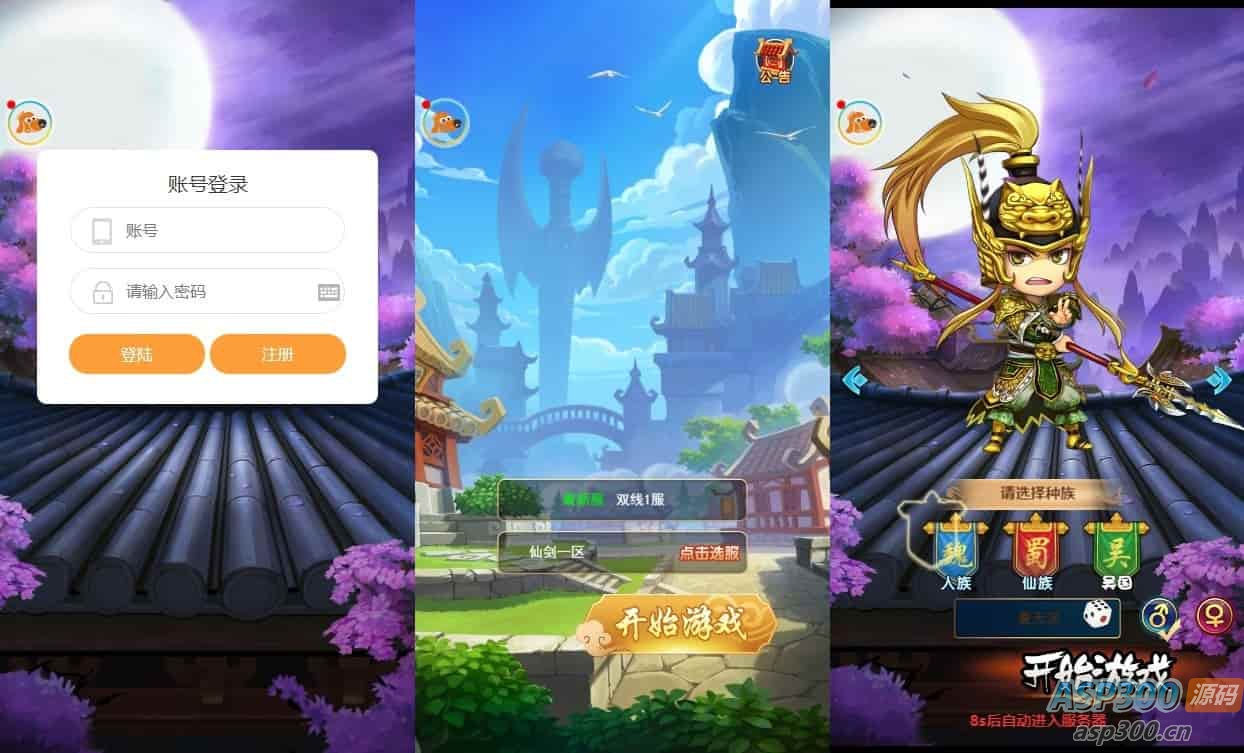 账号登录
账号
请输入密码
登陆
注册
公告
最新服 双线1服
仙剑一区
点击选服
开始游戏
请选择种族
魏
蜀
吴
人族
仙族
吴国
开始游戏
8s后自动进入服务器
ASP300 源码
asp300.cn